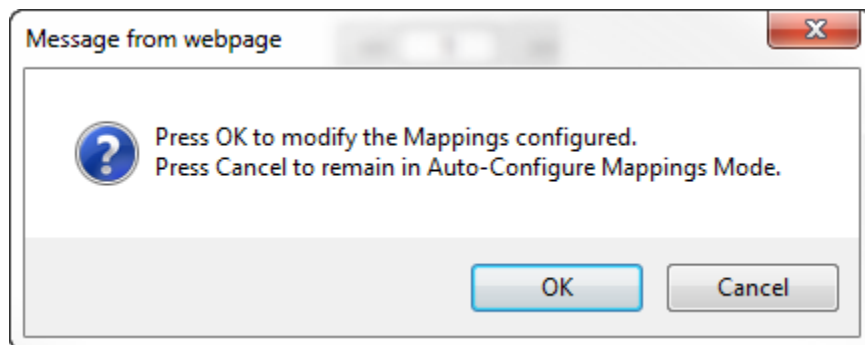 Message from webpage
Press OK to modify the Mappings configured.
Press Cancel to remain in Auto-Configure Mappings Mode.
OK
Cancel